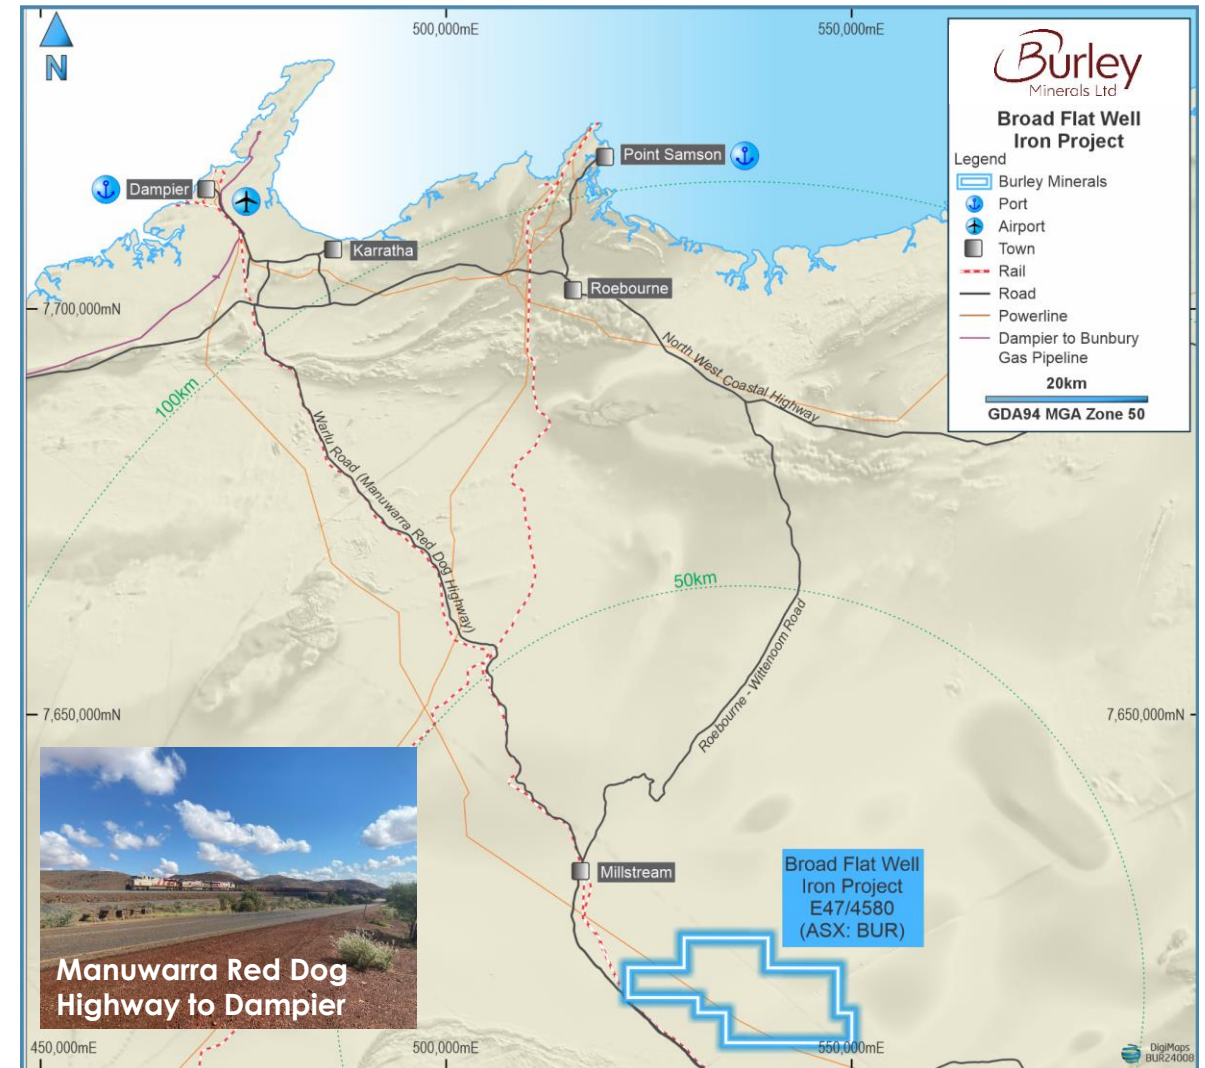 N
500,000mE
550,000mE
Burley
Minerals Ltd
Broad Flat Well
Iron Project
Legend
Burley Minerals
Port
Airport
Town
Rail
Road
Powerline
Dampier to Bunbury
Gas Pipeline
20km
GDA94 MGA Zone 50
Point Samson
Dampier
Karratha
Roebourne
7,700,000mN
North West Coastal Highway
100km
Warlu Road (Manuwarra Red Dog Highway)
50km
Roebourne - Wittenoom Road
7,650,000mN
7,650,000mN
Millstream
Broad Flat Well
Iron Project
E47/4580
(ASX: BUR)
Manuwarra Red Dog
Highway to Dampier
450,000mE
500,000mE
550,000mE
DigiMaps
BUR24008